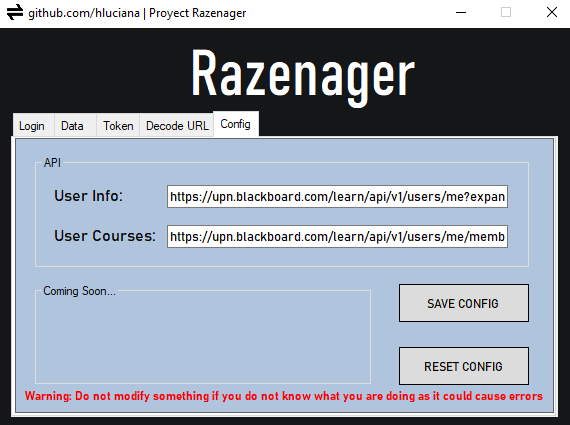 github.com/hluciana | Proyect Razenager
Razenager
Login Data Token Decode URL Config
API
User Info: https://upn.blackboard.com/learn/api/v1/users/me?expan
User Courses: https://upn.blackboard.com/learn/api/v1/users/me/memb
Coming Soon...
SAVE CONFIG
RESET CONFIG
Warning: Do not modify something if you do not know what you are doing as it could cause errors